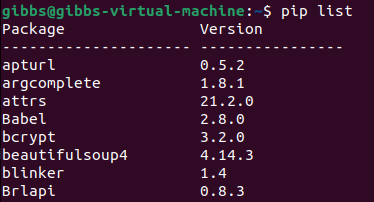 gibbs@gibbs-virtual-machine:~$ pip list
Package Version
--------------------- ----------------
apturl 0.5.2
argcomplete 1.8.1
attrs 21.2.0
Babel 2.8.0
bcrypt 3.2.0
beautifulsoup4 4.14.3
blinker 1.4
Brlapi 0.8.3